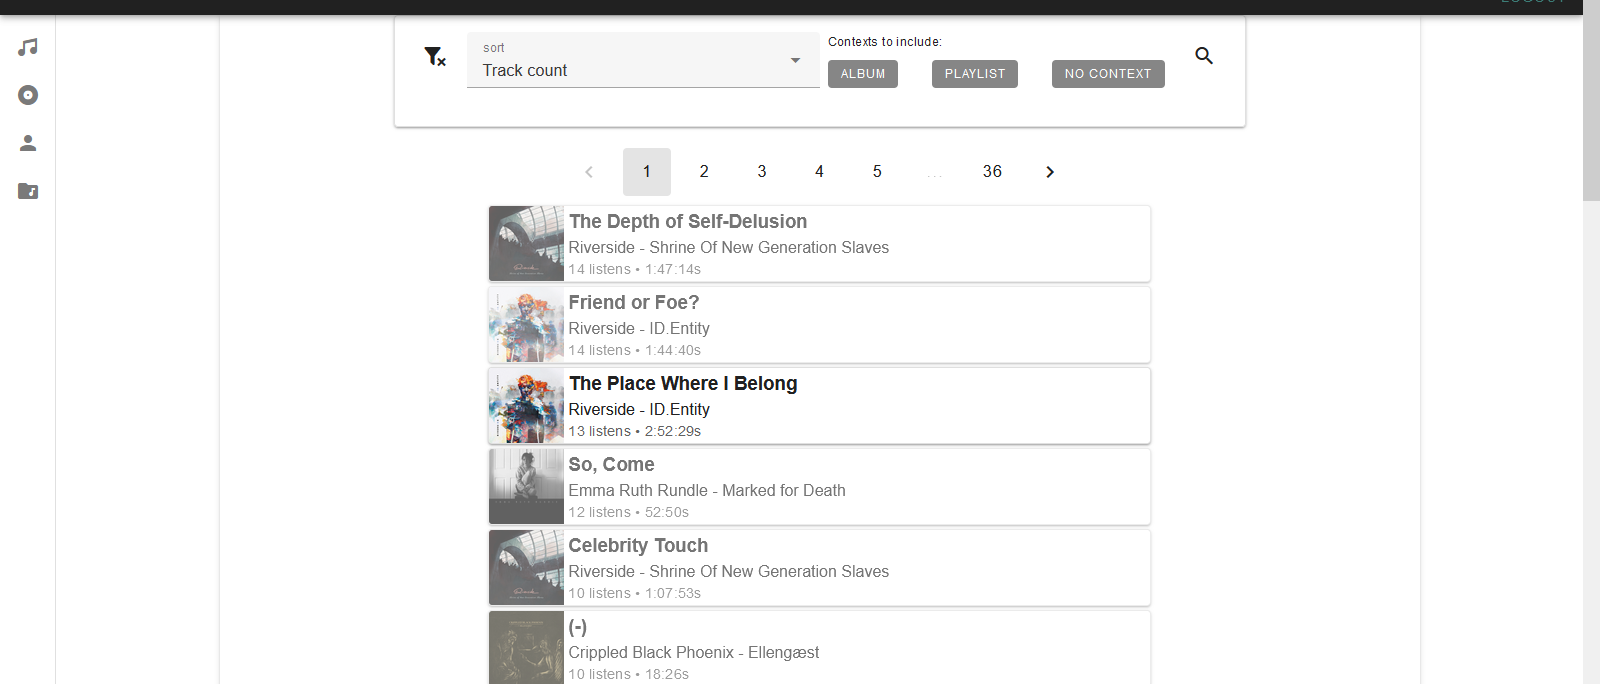 sort
Track count
Contexts to include:
ALBUM
PLAYLIST
NO CONTEXT
1 2 3 4 5 ... 36
The Depth of Self-Delusion
Riverside - Shrine Of New Generation Slaves
14 listens • 1:47:14s
Friend or Foe?
Riverside - ID.Entity
14 listens • 1:44:40s
The Place Where I Belong
Riverside - ID.Entity
13 listens • 2:52:29s
So, Come
Emma Ruth Rundle - Marked for Death
12 listens • 52:50s
Celebrity Touch
Riverside - Shrine Of New Generation Slaves
10 listens • 1:07:53s
(-)
Crippled Black Phoenix - Ellengæst
10 listens • 18:26s